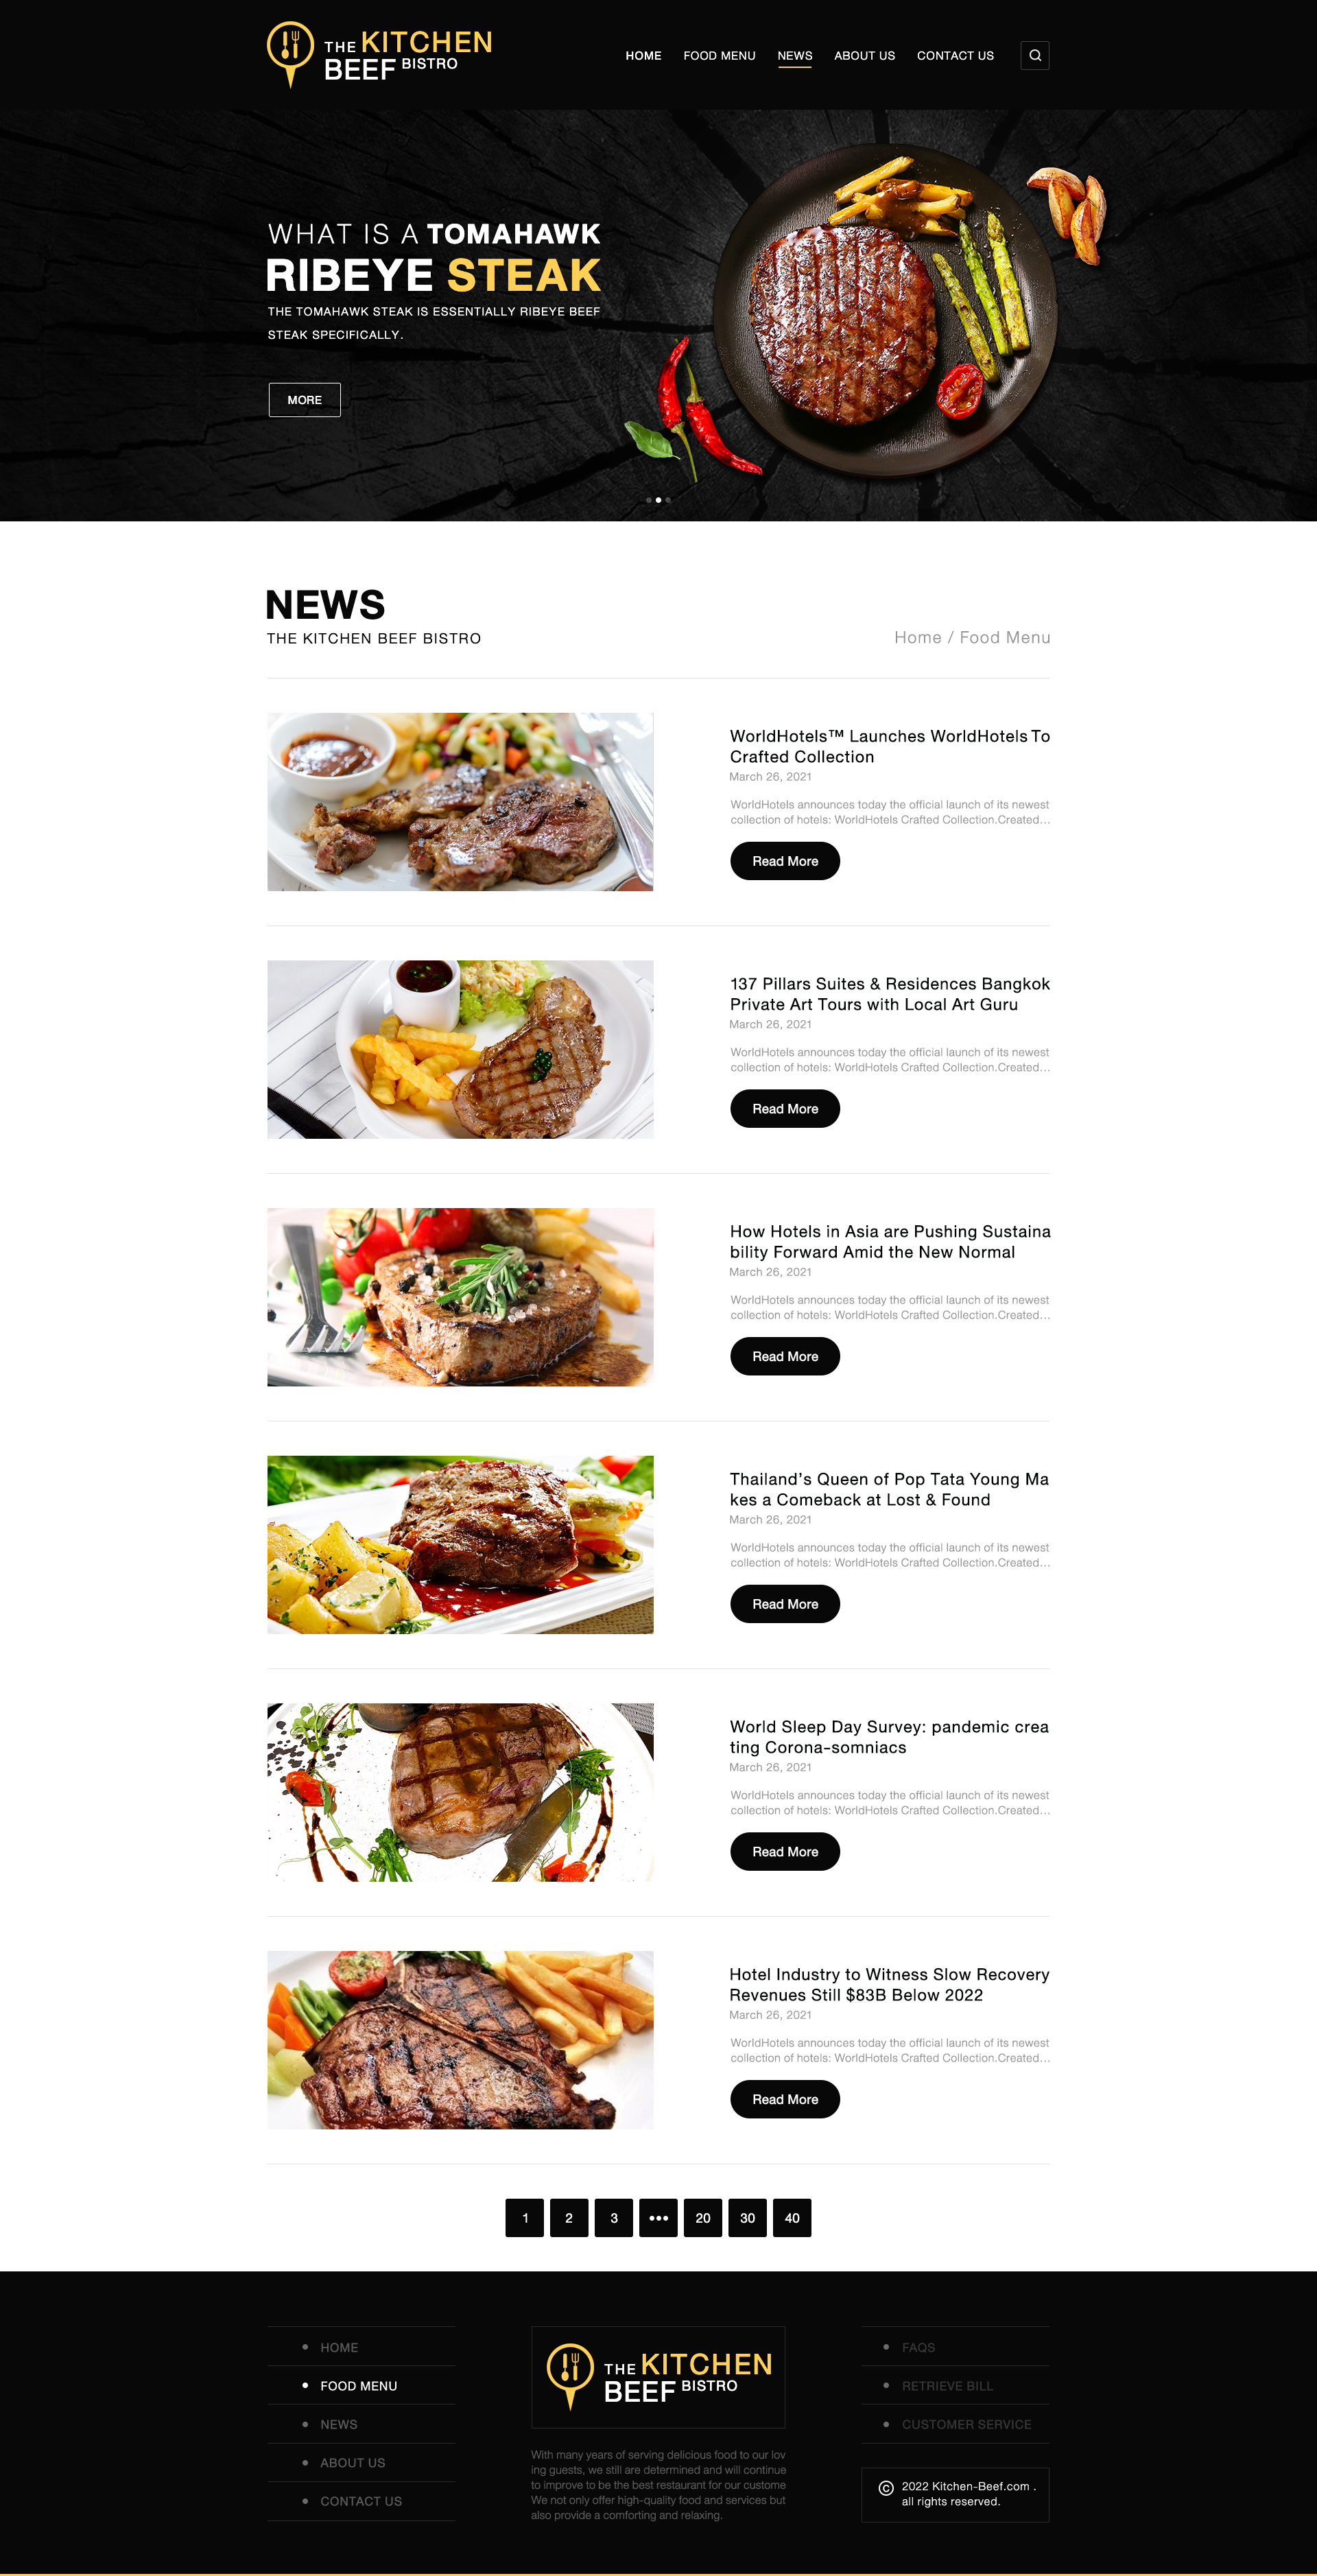 THE KITCHEN
BEEF BISTRO
HOME
FOOD MENU
NEWS
ABOUT US
CONTACT US
WHAT IS A TOMAHAWK
RIBEYE STEAK
THE TOMAHAWK STEAK IS ESSENTIALLY RIBEYE BEEF
STEAK SPECIFICALLY.
MORE
NEWS
THE KITCHEN BEEF BISTRO
Home / Food Menu
WorldHotels™ Launches WorldHotels To
Crafted Collection
March 26, 2021
WorldHotels announces today the official launch of its newest
collection of hotels: WorldHotels Crafted Collection.Created...
Read More
137 Pillars Suites & Residences Bangkok
Private Art Tours with Local Art Guru
March 26, 2021
WorldHotels announces today the official launch of its newest
collection of hotels: WorldHotels Crafted Collection.Created...
Read More
How Hotels in Asia are Pushing Sustaina
bility Forward Amid the New Normal
March 26, 2021
WorldHotels announces today the official launch of its newest
collection of hotels: WorldHotels Crafted Collection.Created...
Read More
Thailand’s Queen of Pop Tata Young Ma
kes a Comeback at Lost & Found
March 26, 2021
WorldHotels announces today the official launch of its newest
collection of hotels: WorldHotels Crafted Collection.Created...
Read More
World Sleep Day Survey: pandemic crea
ting Corona-somniacs
March 26, 2021
WorldHotels announces today the official launch of its newest
collection of hotels: WorldHotels Crafted Collection.Created...
Read More
Hotel Industry to Witness Slow Recovery
Revenues Still $83B Below 2022
March 26, 2021
WorldHotels announces today the official launch of its newest
collection of hotels: WorldHotels Crafted Collection.Created...
Read More
1 2 3 ••• 20 30 40
• HOME
• FOOD MENU
• NEWS
• ABOUT US
• CONTACT US
THE KITCHEN
BEEF BISTRO
With many years of serving delicious food to our lov
ing guests, we still are determined and will continue
to improve to be the best restaurant for our custome
We not only offer high-quality food and services but
also provide a comforting and relaxing.
• FAQS
• RETRIEVE BILL
• CUSTOMER SERVICE
© 2022 Kitchen-Beef.com .
all rights reserved.